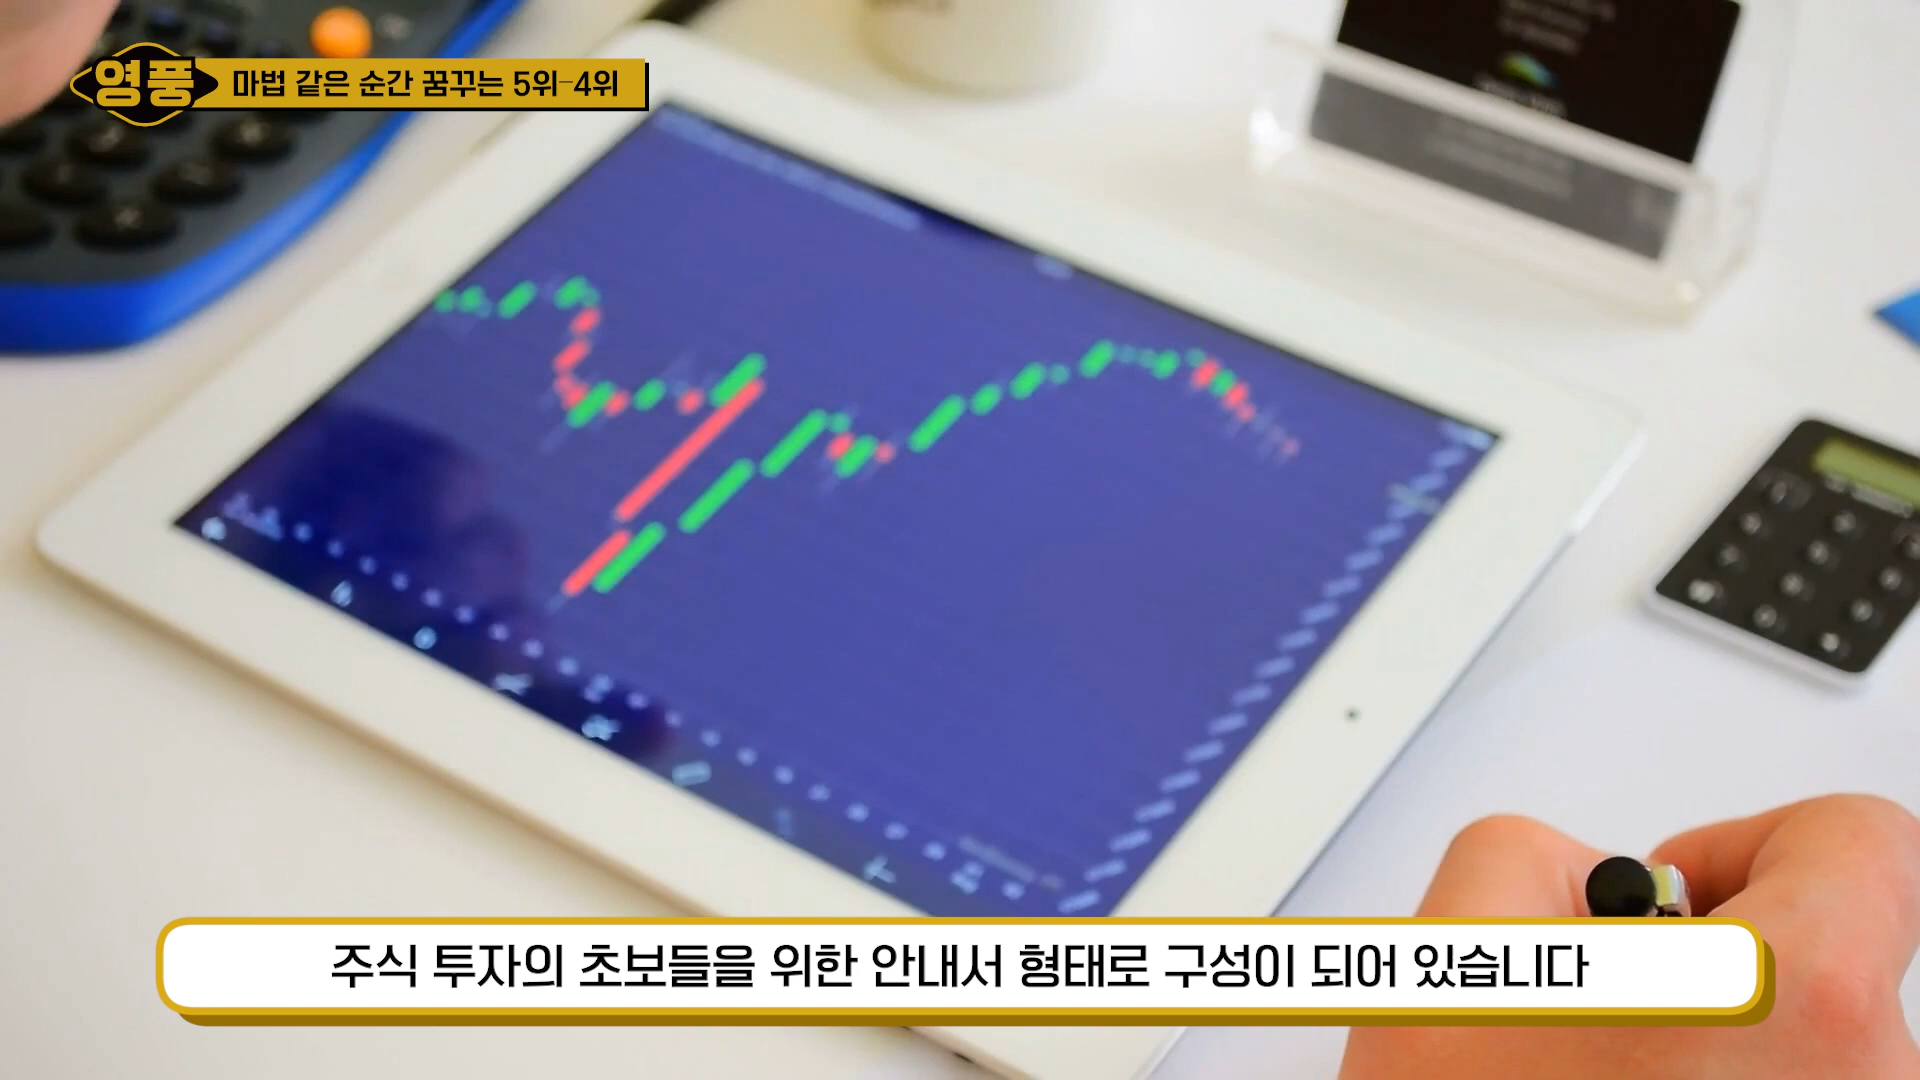 영풍 마법 같은 순간 꿈꾸는 5위-4위
주식 투자의 초보들을 위한 안내서 형태로 구성이 되어 있습니다